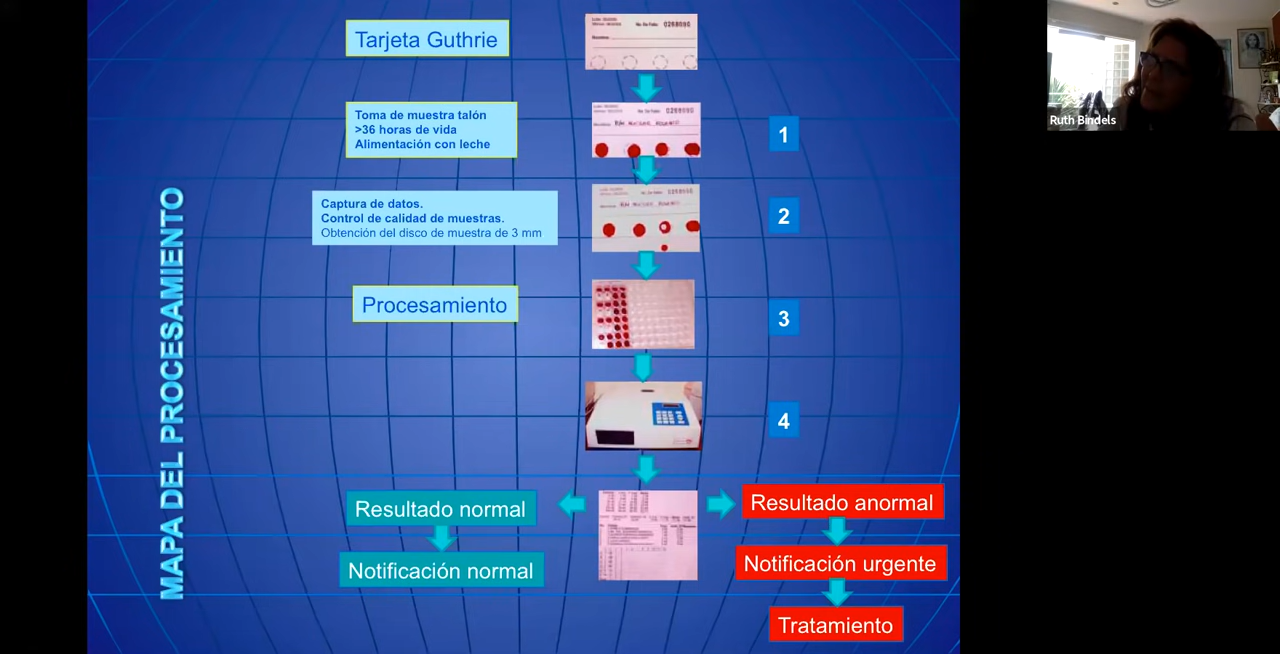 MAPA DEL PROCESAMIENTO
Tarjeta Guthrie
0268090
Toma de muestra talón
>36 horas de vida
Alimentación con leche
0268090
1
Captura de datos.
Control de calidad de muestras.
Obtención del disco de muestra de 3 mm
2
Procesamiento
3
4
Resultado normal
Resultado anormal
Notificación normal
Notificación urgente
Tratamiento
Ruth Bindels